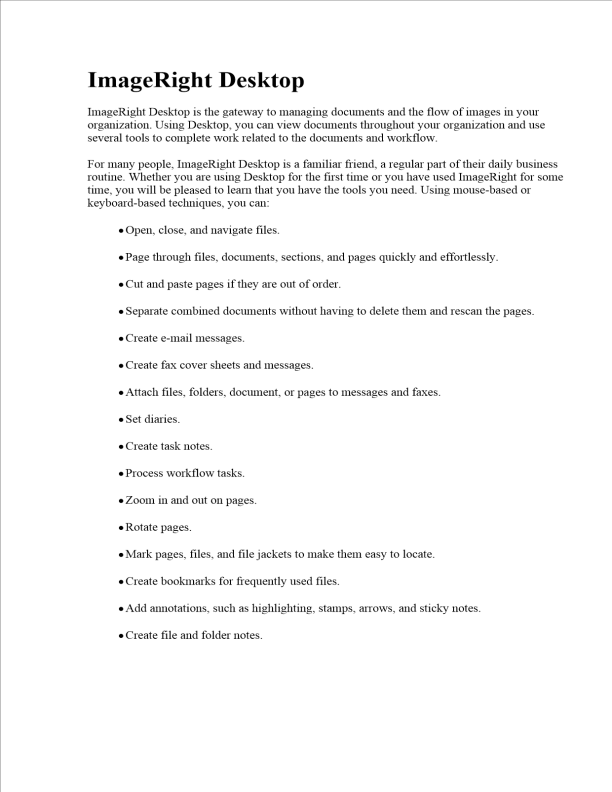 ImageRight Desktop
ImageRight Desktop is the gateway to managing documents and the flow of images in your
organization. Using Desktop, you can view documents throughout your organization and use
several tools to complete work related to the documents and workflow.
For many people, ImageRight Desktop is a familiar friend, a regular part of their daily business
routine. Whether you are using Desktop for the first time or you have used ImageRight for some
time, you will be pleased to learn that you have the tools you need. Using mouse-based or
keyboard-based techniques, you can:
•Open, close, and navigate files.
•Page through files, documents, sections, and pages quickly and effortlessly.
•Cut and paste pages if they are out of order.
•Separate combined documents without having to delete them and rescan the pages.
•Create e-mail messages.
•Create fax cover sheets and messages.
•Attach files, folders, document, or pages to messages and faxes.
•Set diaries.
•Create task notes.
•Process workflow tasks.
•Zoom in and out on pages.
•Rotate pages.
•Mark pages, files, and file jackets to make them easy to locate.
•Create bookmarks for frequently used files.
•Add annotations, such as highlighting, stamps, arrows, and sticky notes.
•Create file and folder notes.